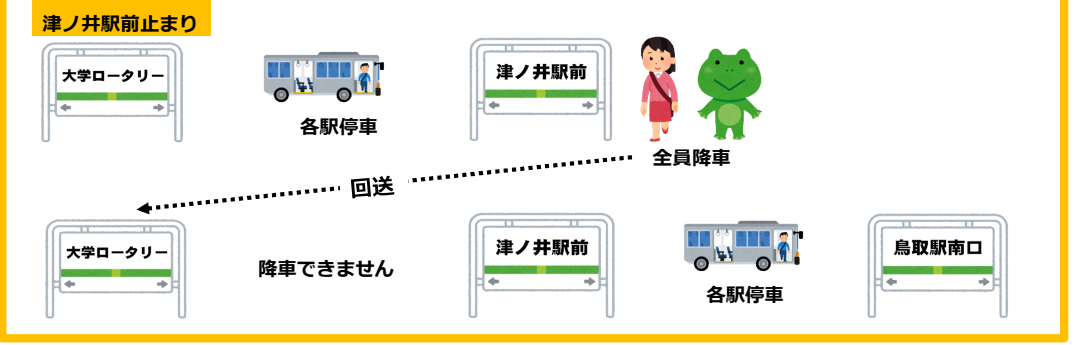 津ノ井駅前止まり
大学ロータリー
津ノ井駅前
各駅停車
全員降車
回送
大学ロータリー
降車できません
津ノ井駅前
鳥取駅南口
各駅停車